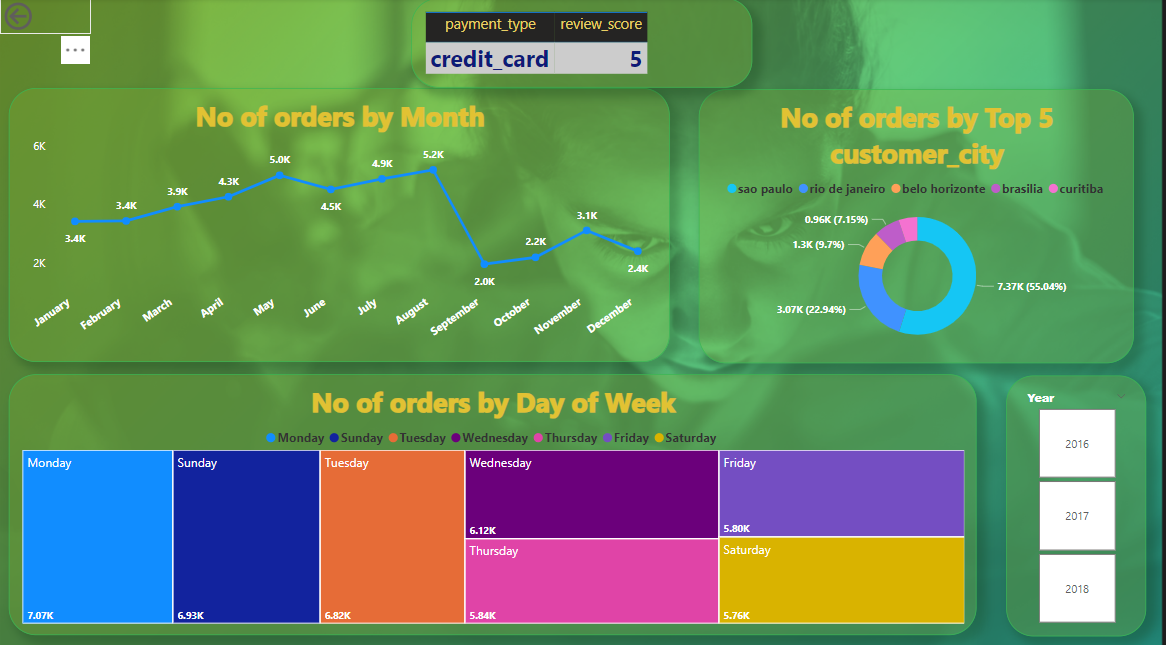 payment_type review_score
credit_card 5
No of orders by Month
6K
4K
2K
3.4K
3.4K
3.9K
4.3K
5.0K
4.5K
4.9K
5.2K
2.0K
2.2K
3.1K
2.4K
January February March April May June July August September October November December
No of orders by Top 5
customer_city
sao paulo rio de janeiro belo horizonte brasilia curitiba
0.96K (7.15%)
1.3K (9.7%)
3.07K (22.94%)
7.37K (55.04%)
No of orders by Day of Week
Monday Sunday Tuesday Wednesday Thursday Friday Saturday
Monday
7.07K
Sunday
6.93K
Tuesday
6.82K
Wednesday
6.12K
Thursday
5.84K
Friday
5.80K
Saturday
5.76K
Year
2016
2017
2018